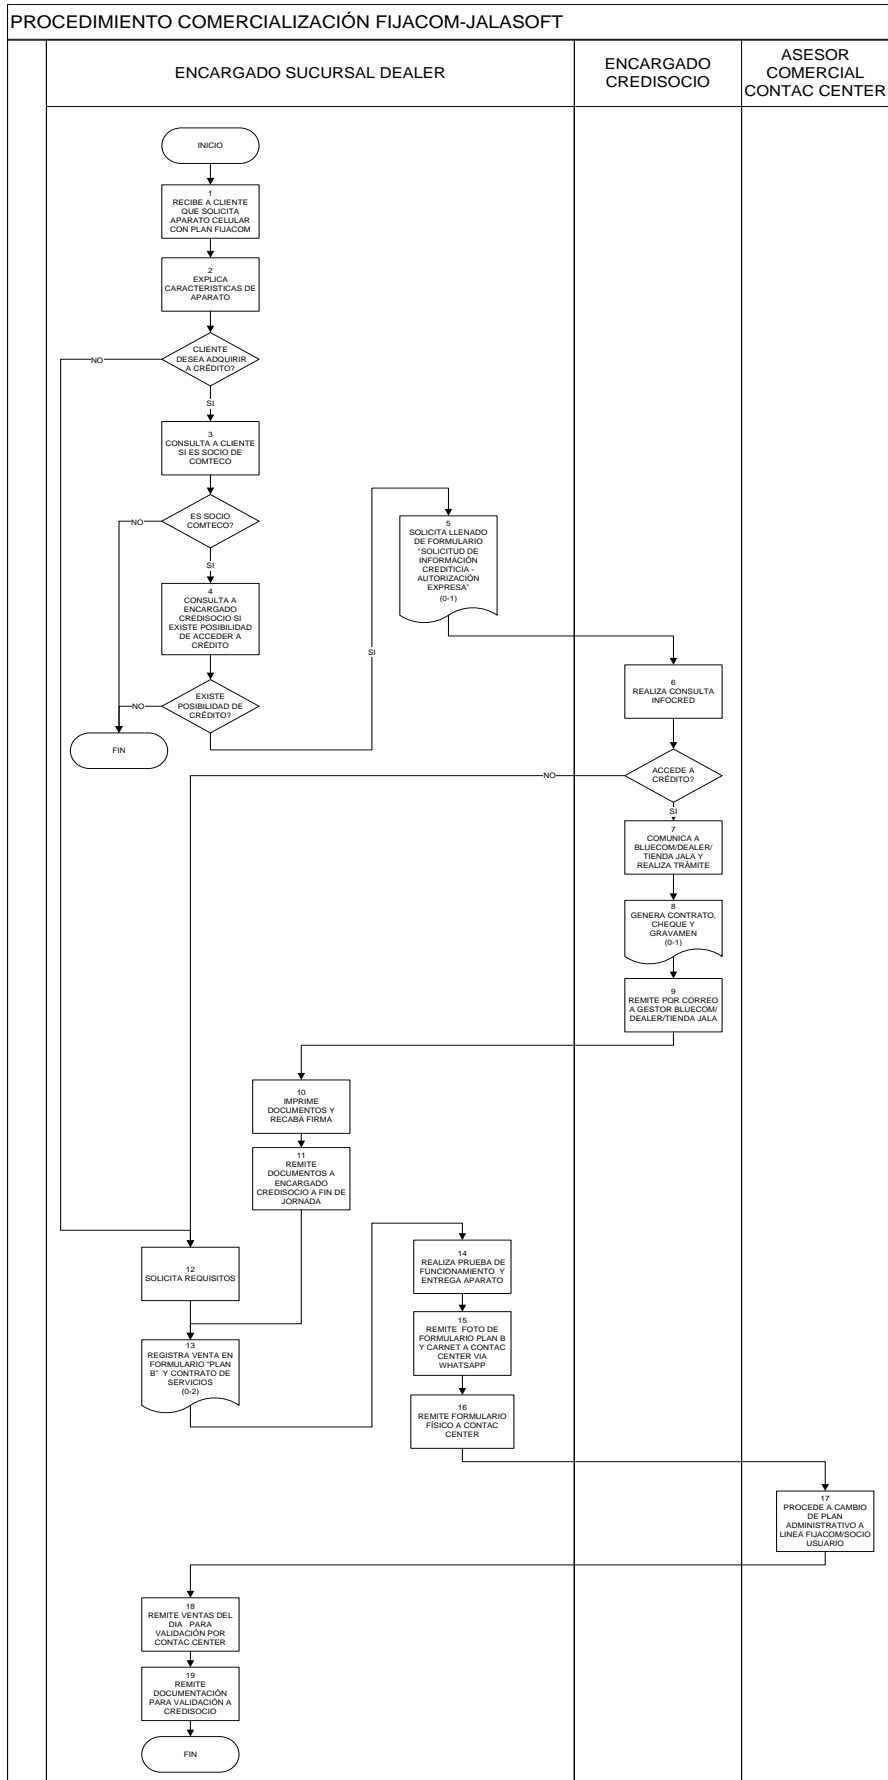 PROCEDIMIENTO COMERCIALIZACIÓN FIJACOM-JALASOFT
ENCARGADO SUCURSAL DEALER
ENCARGADO
CREDISOCIO
ASESOR
COMERCIAL
CONTAC CENTER
INICIO
1
RECIBE A CLIENTE
QUE SOLICITA
APARATO CELULAR
CON PLAN FIJACOM
2
EXPLICA
CARACTERISTICAS DE
APARATO
CLIENTE
DESEA ADQUIRIR
A CRÉDITO?
NO
SI
3
CONSULTA A CLIENTE
SI ES SOCIO DE
COMTECO
ES SOCIO
COMTECO?
NO
SI
4
CONSULTA A
ENCARGADO
CREDISOCIO SI
EXISTE POSIBILIDAD
DE ACCEDER A
CRÉDITO
EXISTE
POSIBILIDAD DE
CRÉDITO?
NO
SI
FIN
5
SOLICITA LLENADO
DE FORMULARIO
“SOLICITUD DE
INFORMACIÓN
CREDITICIA -
AUTORIZACIÓN
EXPRESA”
(0-1)
6
REALIZA CONSULTA
INFOCRED
ACCEDE A
CRÉDITO?
NO
SI
7
COMUNICA A
BLUECOM/DEALER/
TIENDA JALA Y
REALIZA TRÁMITE
8
GENERA CONTRATO,
CHEQUE Y
GRAVAMEN
(0-1)
9
REMITE POR CORREO
A GESTOR BLUECOM/
DEALER/TIENDA JALA
10
IMPRIME
DOCUMENTOS Y
RECABA FIRMA
11
REMITE
DOCUMENTOS A
ENCARGADO
CREDISOCIO A FIN DE
JORNADA
12
SOLICITA REQUISITOS
13
REGISTRA VENTA EN
FORMULARIO “PLAN
B” Y CONTRATO DE
SERVICIOS
(0-2)
14
REALIZA PRUEBA DE
FUNCIONAMIENTO Y
ENTREGA APARATO
15
REMITE FOTO DE
FORMULARIO PLAN B
Y CARNET A CONTAC
CENTER VIA
WHATSAPP
16
REMITE FORMULARIO
FÍSICO A CONTAC
CENTER
17
PROCEDE A CAMBIO
DE PLAN
ADMINISTRATIVO A
LINEA FIJACOM/SOCIO
USUARIO
18
REMITE VENTAS DEL
DIA PARA
VALIDACIÓN POR
CONTAC CENTER
19
REMITE
DOCUMENTACIÓN
PARA VALIDACIÓN A
CREDISOCIO
FIN